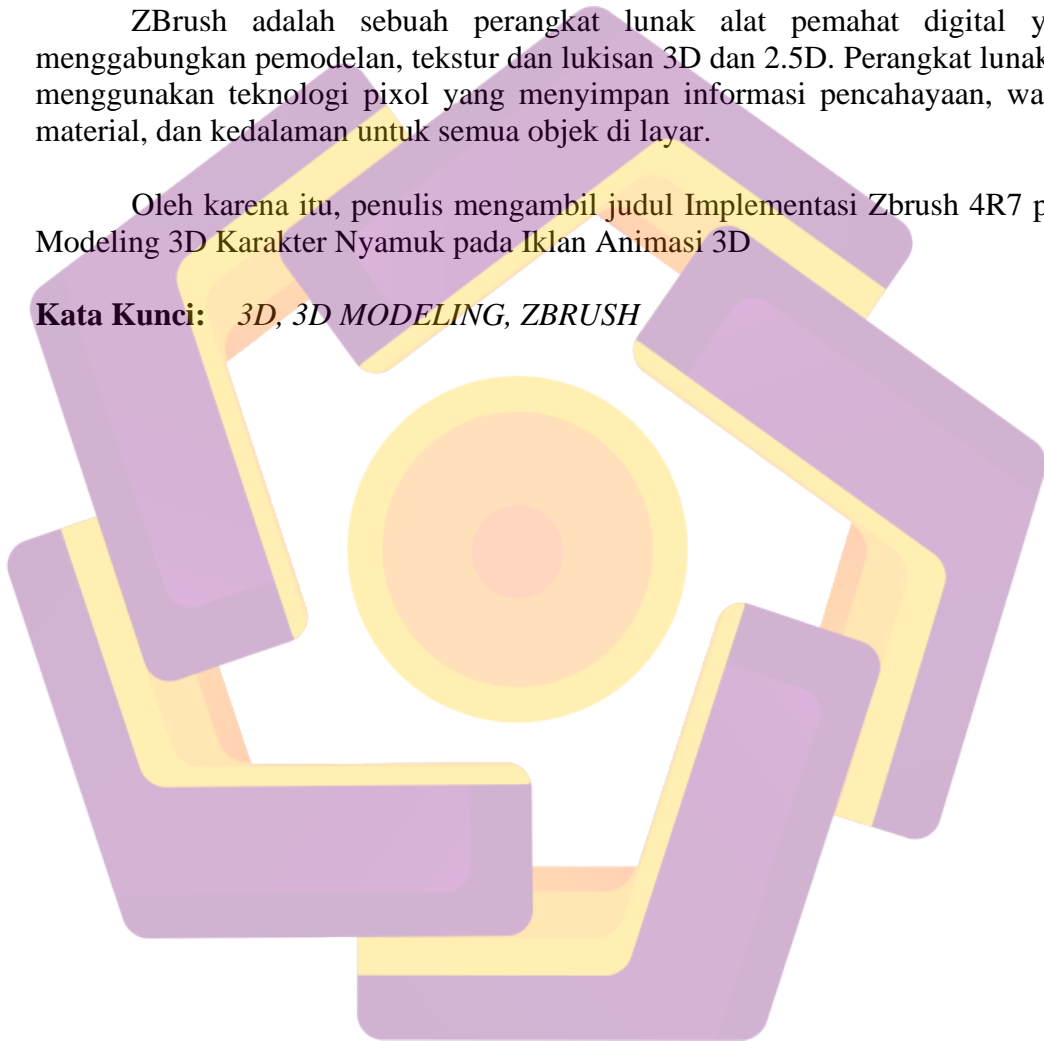 ZBrush adalah sebuah perangkat lunak alat pemahat digital
menggabungkan pemodelan, tekstur dan lukisan 3D dan 2.5D. Perangkat lunak
menggunakan teknologi pixol yang menyimpan informasi pencahayaan,
material, dan kedalaman untuk semua objek di layar.
Oleh karena itu, penulis mengambil judul Implementasi Zbrush 4R7
Modeling 3D Karakter Nyamuk pada Iklan Animasi 3D
Kata Kunci: 3D, 3D MODELING, ZBRUSH